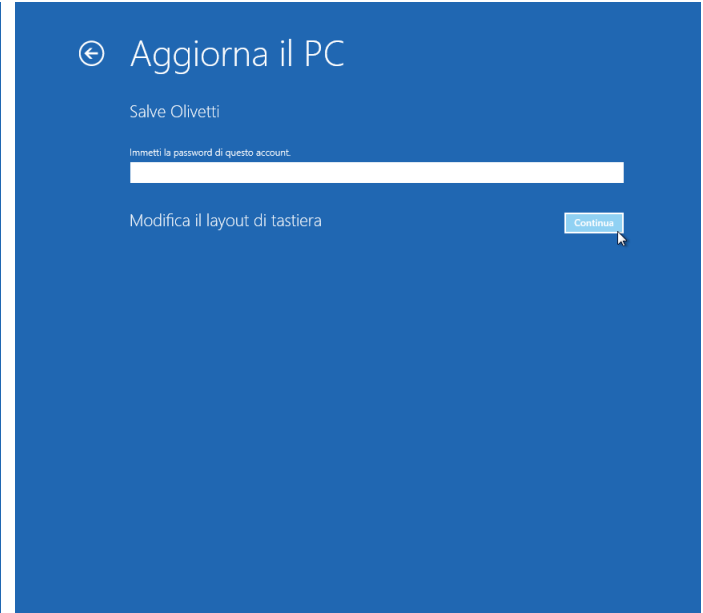 Aggiorna il PC
Salve Olivetti
Immetti la password di questo account.
Modifica il layout di tastiera
Continua